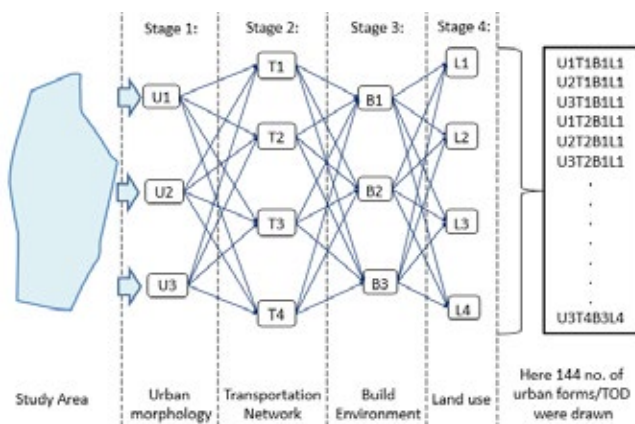 Stage 1:
Stage 2:
Stage 3:
Stage 4:
U1
U2
U3
T1
T2
T3
T4
B1
B2
B3
L1
L2
L3
L4
U1T1B1L1
U2T1B1L1
U3T1B1L1
U1T2B1L1
U2T2B1L1
U3T2B1L1
.
.
.
.
.
.
U3T4B3L4
Study Area
Urban
morphology
Transportation
Network
Build
Environment
Land use
Here 144 no. of
urban forms/TOD
were drawn